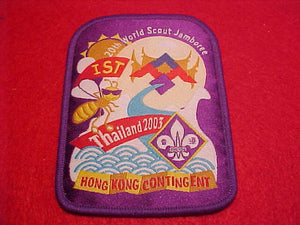 20th World Scout Jamboree
IST
Thailand 2003
HONG KONG CONTINGENT